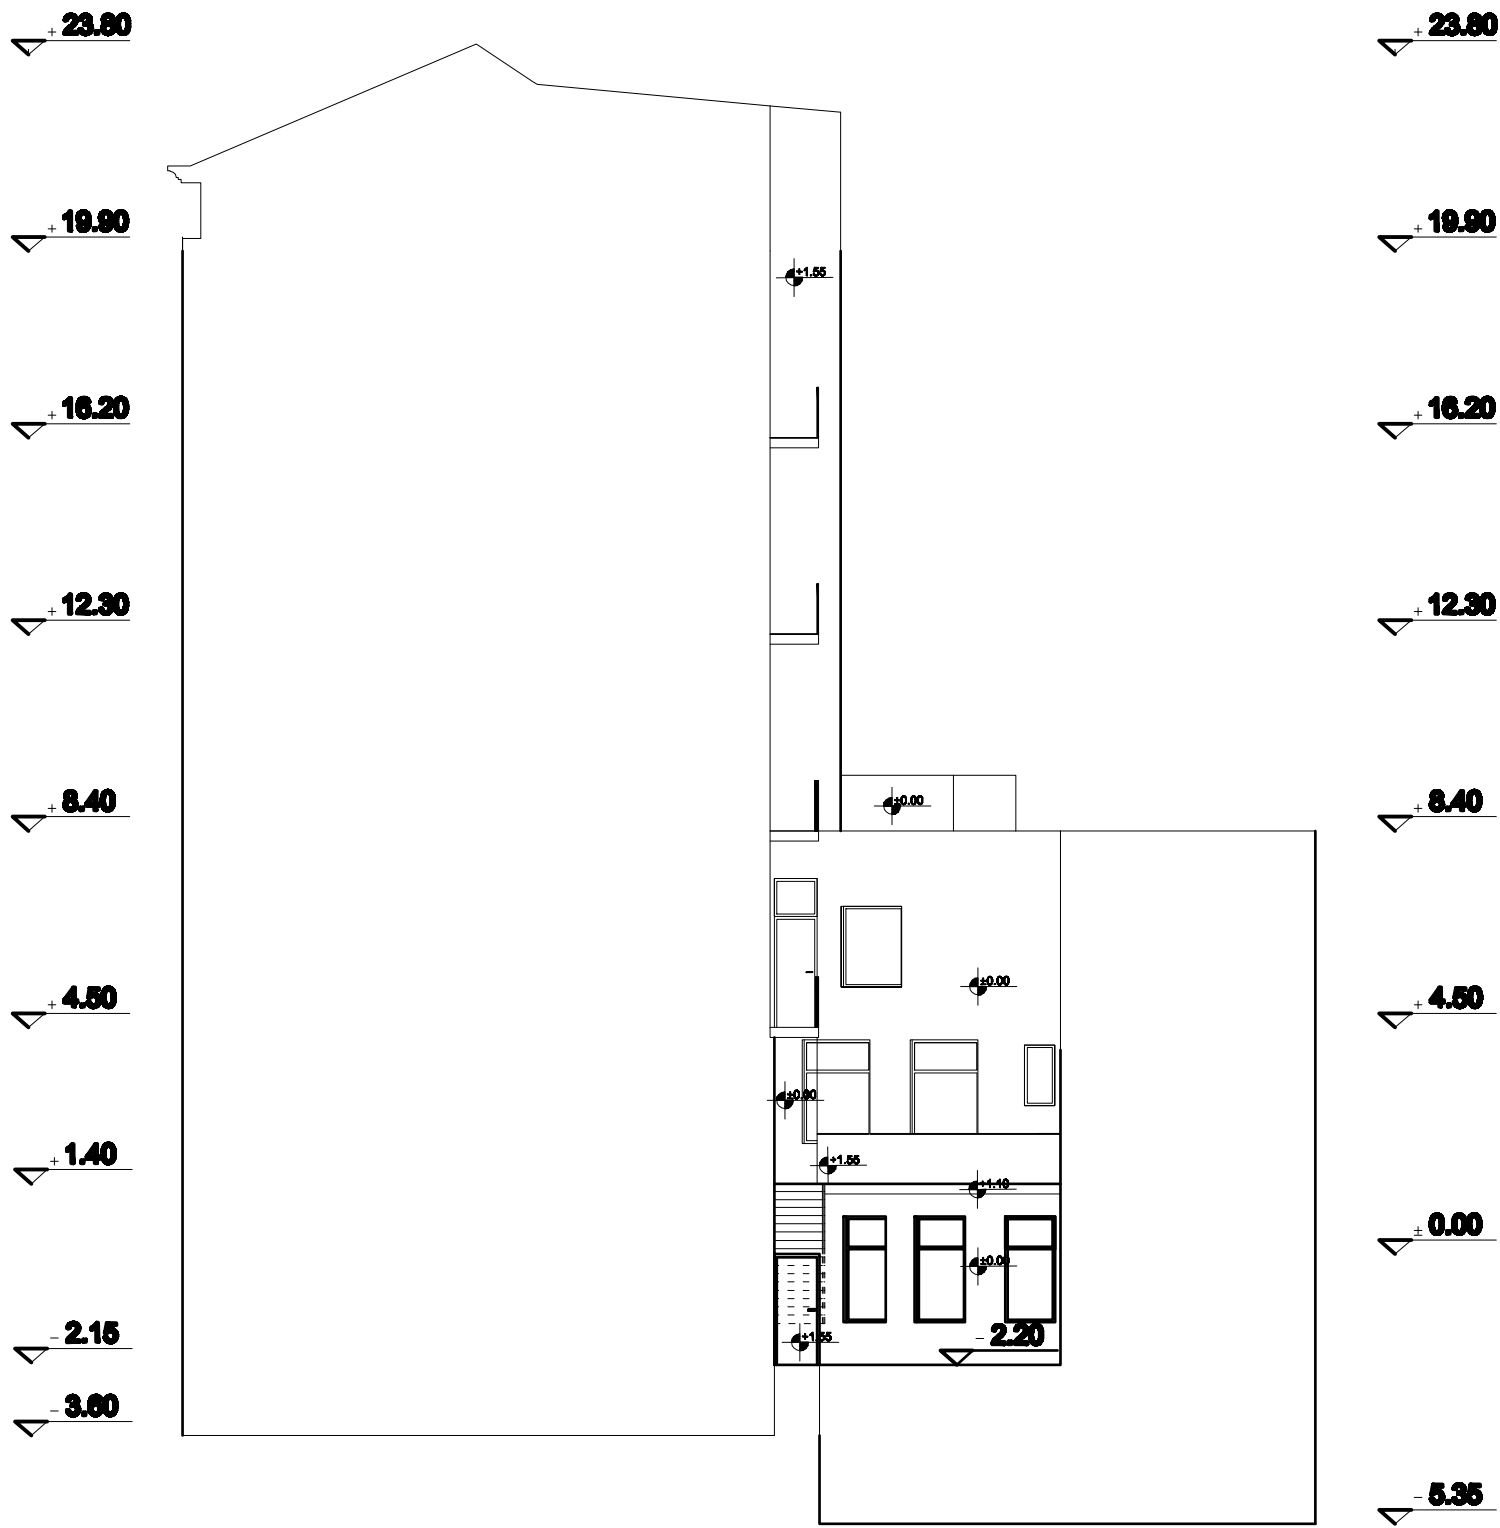 + 23.80 + 23.80
+ 19.90 + 19.90
+1.55
+ 16.20 + 16.20
+ 12.30 + 12.30
±0.00
+ 8.40 + 8.40
±0.00
+ 4.50 + 4.50
±0.00
+1.55
+ 1.40
+1.10
± 0.00
±0.00
- 2.15 +1.55 - 2.20
- 3.60
- 5.35